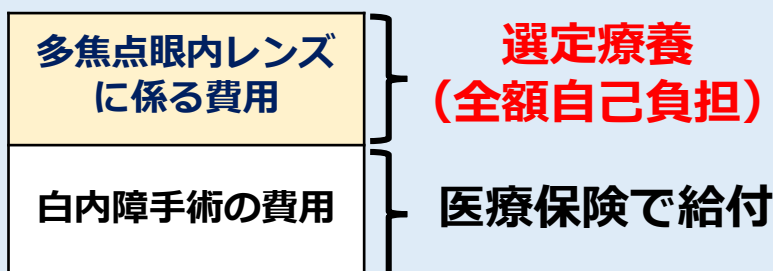 多焦点眼内レンズ
に係る費用
選定療養
（全額自己負担）
白内障手術の費用
医療保険で給付